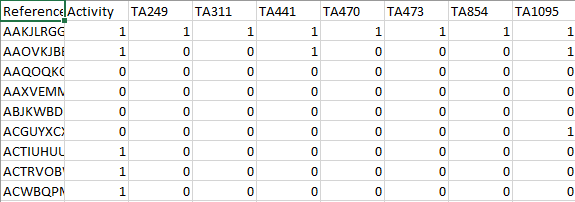 Reference Activity TA249 TA311 TA441 TA470 TA473 TA854 TA1095
AAKJLRGG 1 1 1 1 1 1 1 1
AAOVKJBE 1 0 0 1 0 0 0 1
AAQOQKC 0 0 0 0 0 0 0 0
AAXVEMM 0 0 0 0 0 0 0 0
ABJKWBD 0 0 0 0 0 0 0 0
ACGUYXCX 0 0 0 0 0 0 0 1
ACTIUHUU 1 0 0 0 0 0 0 0
ACTRVOBV 1 0 0 0 0 0 0 0
ACWBQPM 1 0 0 0 0 0 0 0